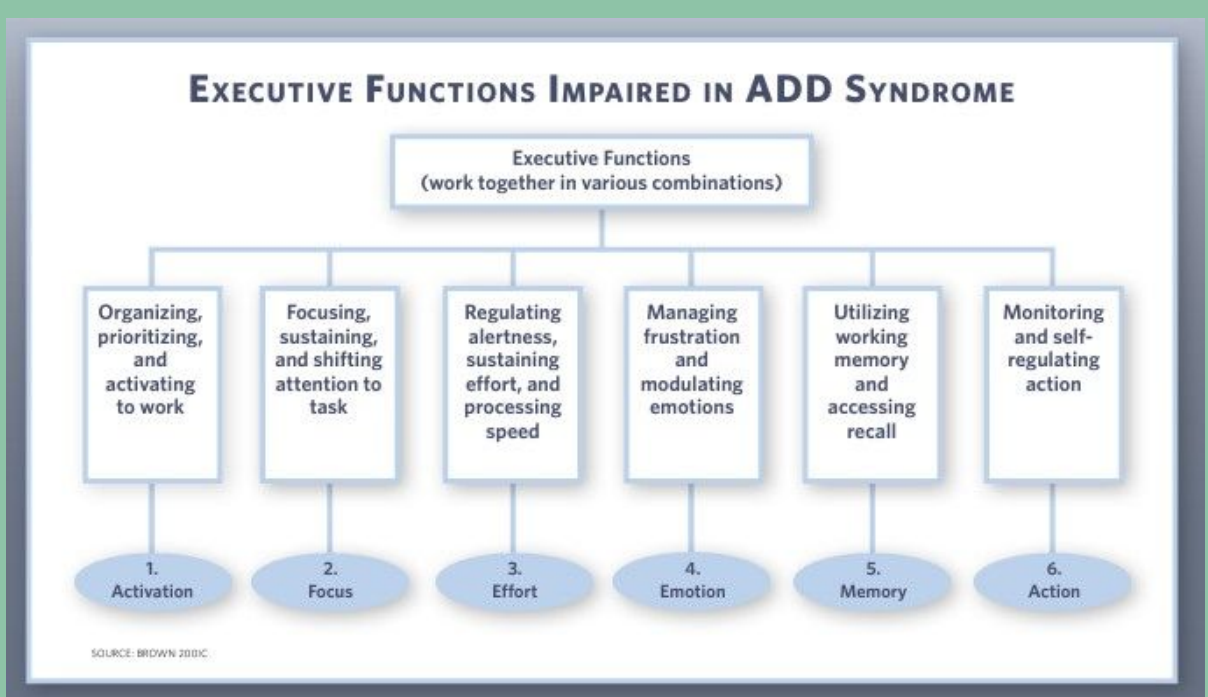 EXECUTIVE FUNCTIONS IMPAIRED IN ADD SYNDROME
Executive Functions
(work together in various combinations)
Organizing,
prioritizing,
and
activating
to work
Focusing,
sustaining,
and shifting
attention to
task
Regulating
alertness,
sustaining
effort, and
processing
speed
Managing
frustration
and
modulating
emotions
Utilizing
working
memory
and
accessing
recall
Monitoring
and self-
regulating
action
1.
Activation
2.
Focus
3.
Effort
4.
Emotion
5.
Memory
6.
Action
SOURCE: BROWN 2001C